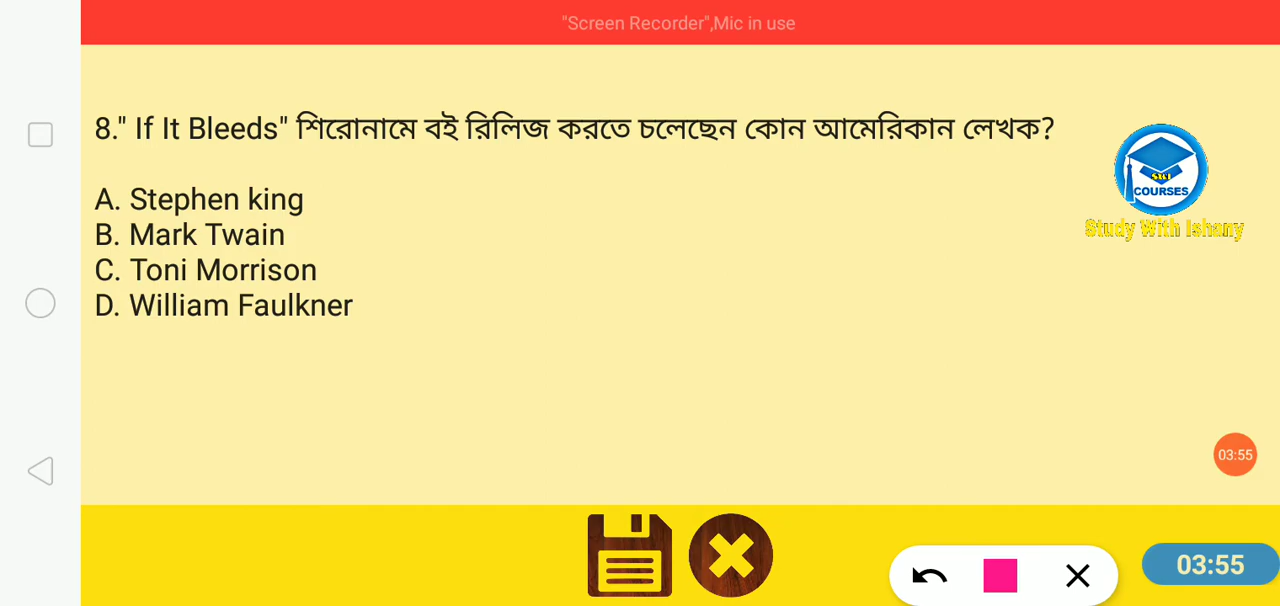 "Screen Recorder",Mic in use
8." If It Bleeds" শিরোনামে বই রিলিজ করতে চলেছেন কোন আমেরিকান লেখক?
A. Stephen king
B. Mark Twain
C. Toni Morrison
D. William Faulkner
SWI
COURSES
Study With Ishany
03:55
03:55